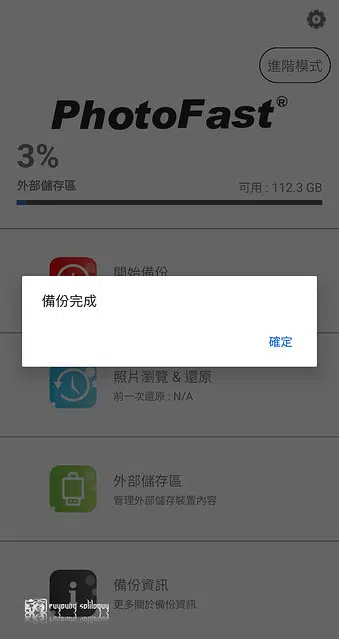 進階模式
PhotoFast®
3%
外部儲存區
可用 : 112.3 GB
開始備份
備份完成
確定
照片瀏覽 & 還原
前一次還原 : N/A
外部儲存區
管理外部儲存裝置內容
備份資訊
更多關於備份資訊
ruyoung soliloquy